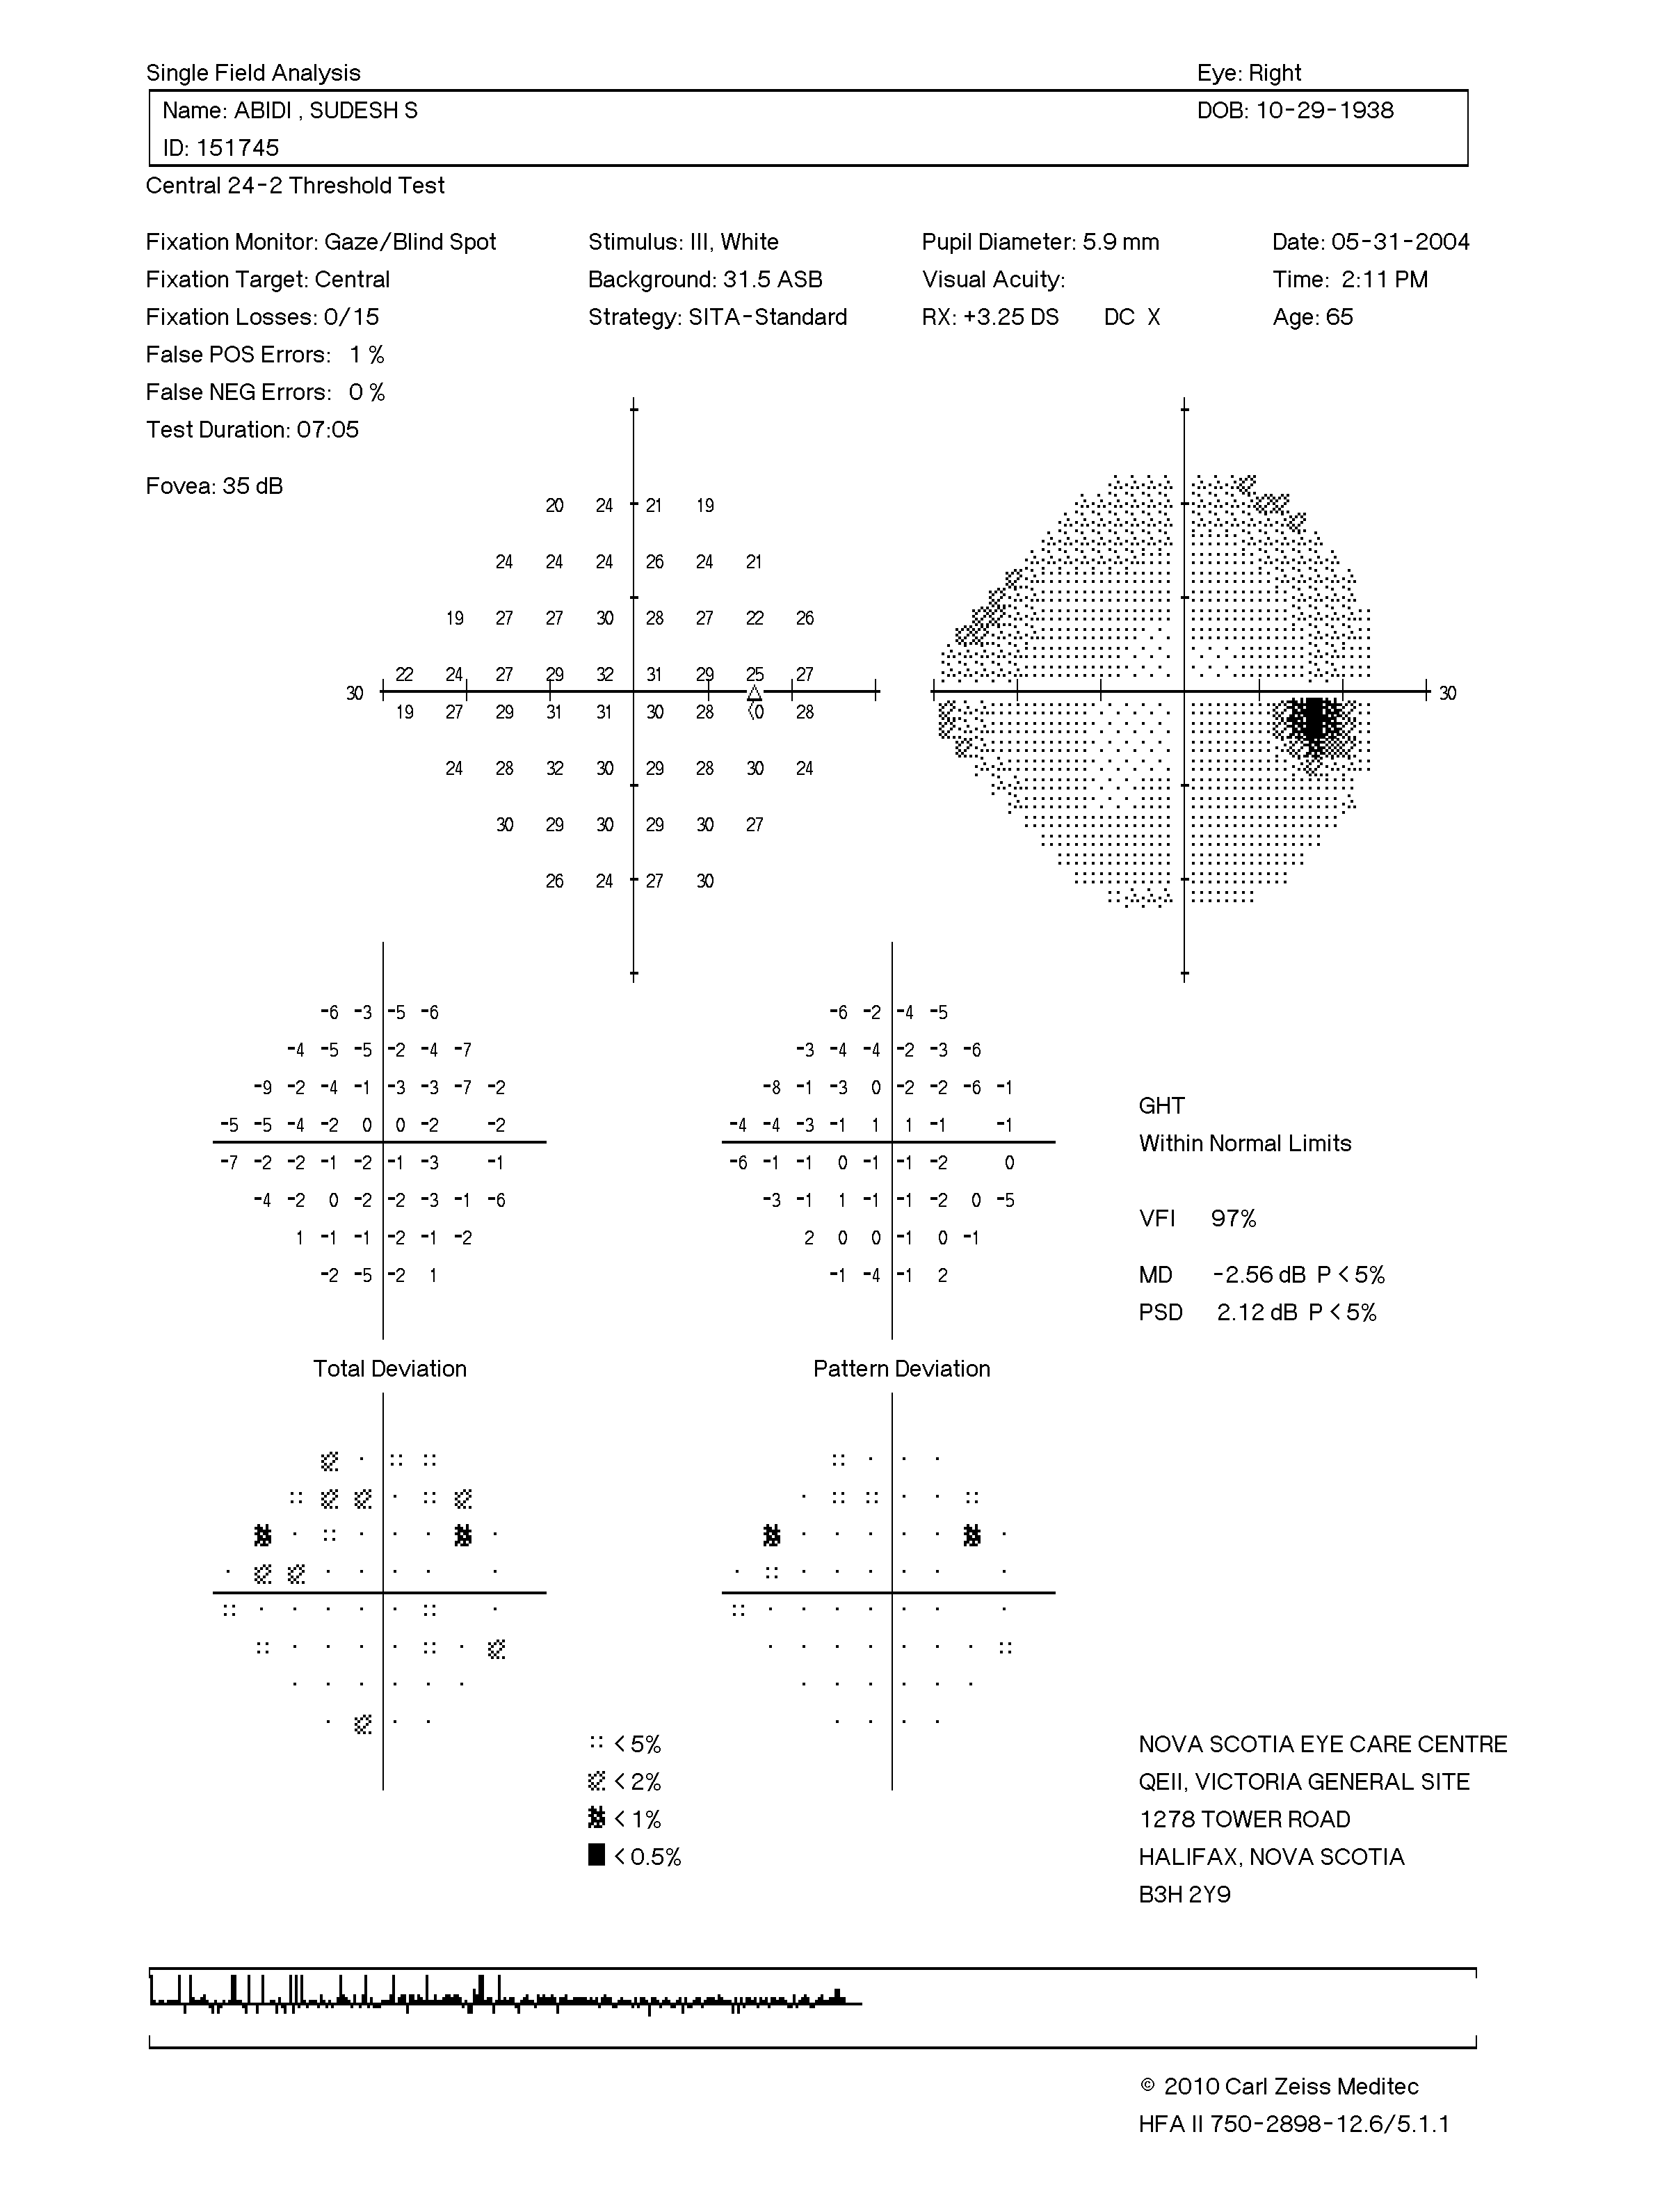 Single Field Analysis Eye: Right
Name: ABIDI , SUDESH S DOB: 10-29-1938
ID: 151745
Central 24-2 Threshold Test
Fixation Monitor: Gaze/Blind Spot Stimulus: III, White Pupil Diameter: 5.9 mm Date: 05-31-2004
Fixation Target: Central Background: 31.5 ASB Visual Acuity: Time: 2:11 PM
Fixation Losses: 0/15 Strategy: SITA-Standard RX: +3.25 DS DC X Age: 65
False POS Errors: 1 %
False NEG Errors: 0 %
Test Duration: 07:05
Fovea: 35 dB
20 24 21 19
24 24 24 26 24 21
19 27 27 30 28 27 22 26
22 24 27 29 32 31 29 25 27
30 30
19 27 29 31 31 30 28 <0 28
24 28 32 30 29 28 30 24
30 29 30 29 30 27
26 24 27 30
-6 -3 -5 -6 -6 -2 -4 -5
-4 -5 -5 -2 -4 -7 -3 -4 -4 -2 -3 -6
-9 -2 -4 -1 -3 -3 -7 -2 -8 -1 -3 0 -2 -2 -6 -1
GHT
-5 -5 -4 -2 0 0 -2 -2 -4 -4 -3 -1 1 1 -1 -1
Within Normal Limits
-7 -2 -2 -1 -2 -1 -3 -1 -6 -1 -1 0 -1 -1 -2 0
-4 -2 0 -2 -2 -3 -1 -6 -3 -1 1 -1 -1 -2 0 -5
VFI 97%
1 -1 -1 -2 -1 -2 2 0 0 -1 0 -1
-2 -5 -2 1 -1 -4 -1 2 MD -2.56 dB P < 5%
PSD 2.12 dB P < 5%
Total Deviation Pattern Deviation
< 5% NOVA SCOTIA EYE CARE CENTRE
< 2% QEII, VICTORIA GENERAL SITE
< 1% 1278 TOWER ROAD
< 0.5% HALIFAX, NOVA SCOTIA
B3H 2Y9
© 2010 Carl Zeiss Meditec
HFA II 750-2898-12.6/5.1.1